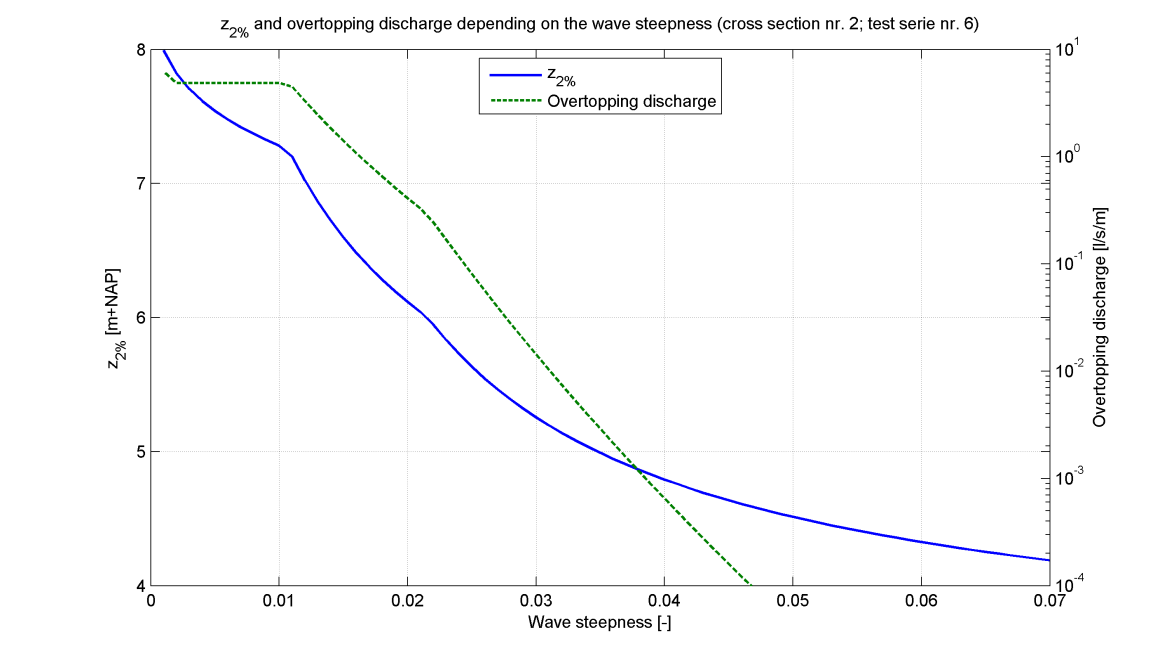 z2% and overtopping discharge depending on the wave steepness (cross section nr. 2; test serie nr. 6)
z2%
Overtopping discharge
8
7
6
5
4
z2% [m+NAP]
10^1
10^0
10^-1
10^-2
10^-3
10^-4
Overtopping discharge [l/s/m]
0 0.01 0.02 0.03 0.04 0.05 0.06 0.07
Wave steepness [-]